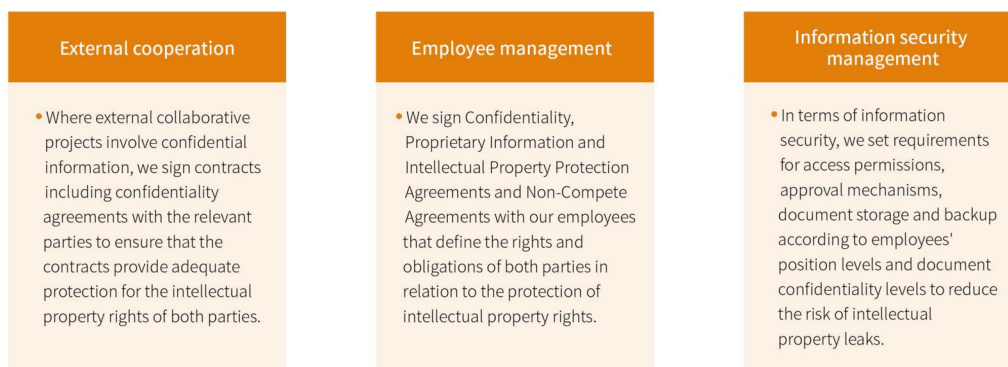 External cooperation
• Where external collaborative
projects involve confidential
information, we sign contracts
including confidentiality
agreements with the relevant
parties to ensure that the
contracts provide adequate
protection for the intellectual
property rights of both parties.
Employee management
• We sign Confidentiality,
Proprietary Information and
Intellectual Property Protection
Agreements and Non-Compete
Agreements with our employees
that define the rights and
obligations of both parties in
relation to the protection of
intellectual property rights.
Information security
management
• In terms of information
security, we set requirements
for access permissions,
approval mechanisms,
document storage and backup
according to employees'
position levels and document
confidentiality levels to reduce
the risk of intellectual
property leaks.